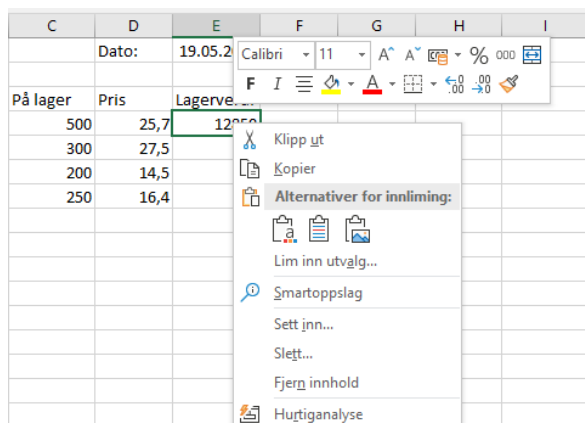 C D E F G H I
Dato: 19.05.2
Calibri 11 A^ A˅ % 000
F I A ,00 ,00 →,0
På lager Pris Lagerve
500 25,7 12850
300 27,5
200 14,5
250 16,4
Klipp ut
Kopier
Alternativer for innliming:
a
Lim inn utvalg...
Smartoppslag
Sett inn...
Slett...
Fjern innhold
Hurtiganalyse